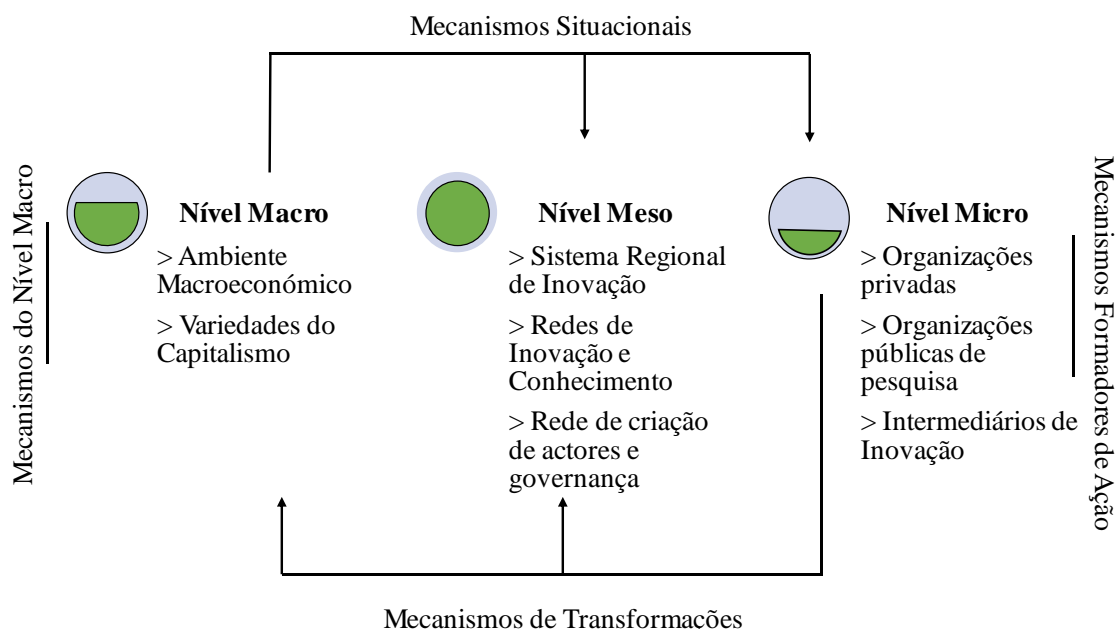 Mecanismos Situacionais
Mecanismos do Nível Macro
Nível Macro
> Ambiente
Macroeconómico
> Variedades do
Capitalismo
Nível Meso
> Sistema Regional
de Inovação
> Redes de
Inovação e
Conhecimento
> Rede de criação
de actores e
governança
Nível Micro
> Organizações
privadas
> Organizações
públicas de
pesquisa
> Intermediários de
Inovação
Mecanismos Formadores de Ação
Mecanismos de Transformacões